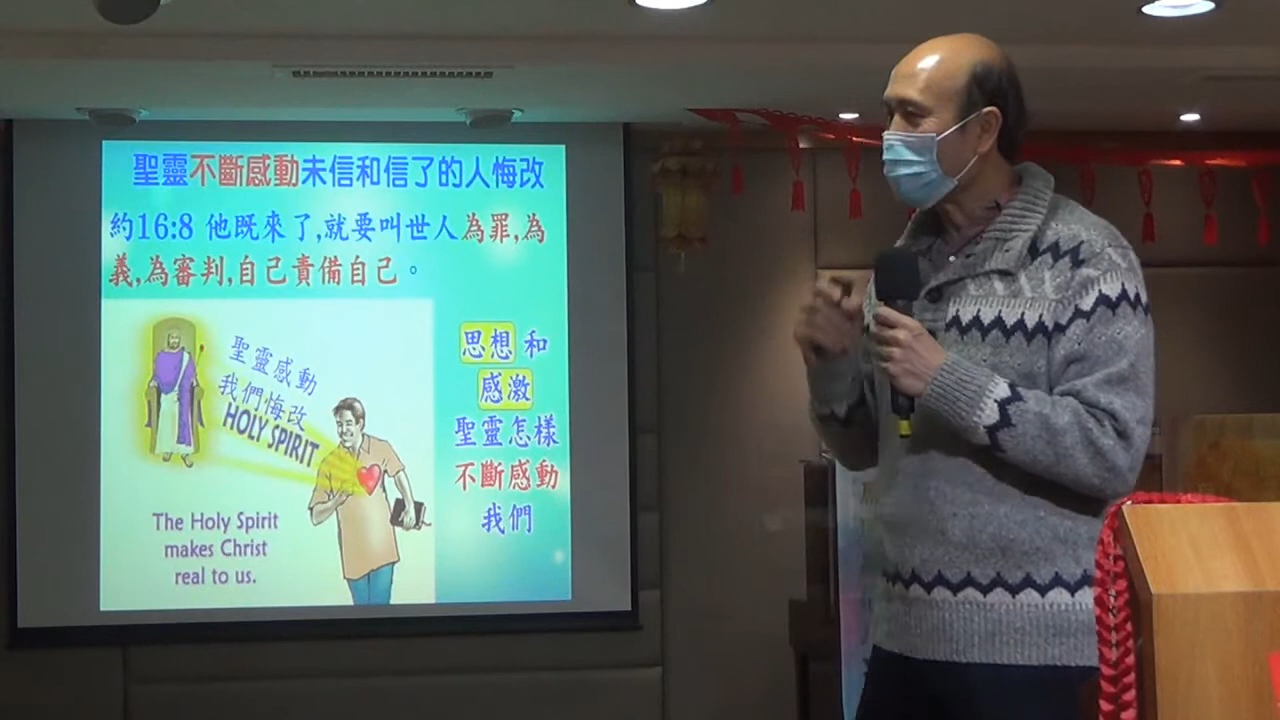 聖靈不斷感動未信和信了的人悔改
約16:8 他既來了,就要叫世人為罪,為
義,為審判,自己責備自己。
聖靈感動
我們悔改
HOLY SPIRIT
The Holy Spirit
makes Christ
real to us.
思想和
感激
聖靈怎樣
不斷感動
我們